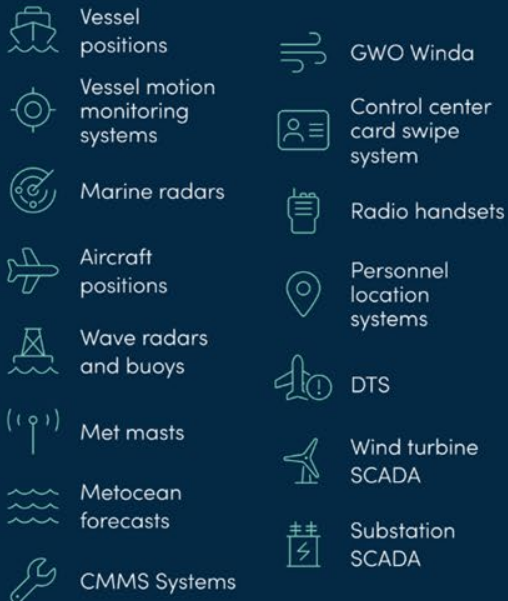 Vessel
positions
Vessel motion
monitoring
systems
Marine radars
Aircraft
positions
Wave radars
and buoys
Met masts
Metocean
forecasts
CMMS Systems
GWO Winda
Control center
card swipe
system
Radio handsets
Personnel
location
systems
DTS
Wind turbine
SCADA
Substation
SCADA